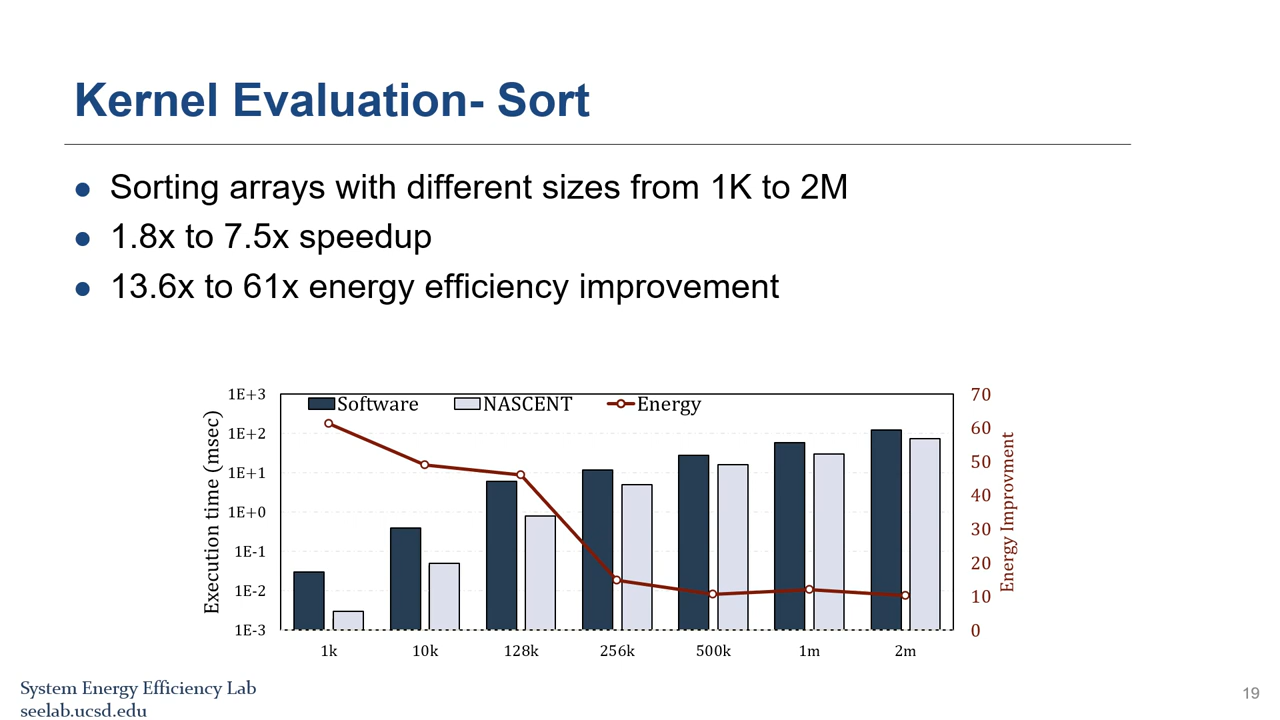 Kernel Evaluation- Sort
Sorting arrays with different sizes from 1K to 2M
1.8x to 7.5x speedup
13.6x to 61x energy efficiency improvement
Software NASCENT Energy
Execution time (msec)
1E+3
1E+2
1E+1
1E+0
1E-1
1E-2
1E-3
70
60
50
40
30
20
10
0
Energy Improvment
1k 10k 128k 256k 500k 1m 2m
System Energy Efficiency Lab
seelab.ucsd.edu
19